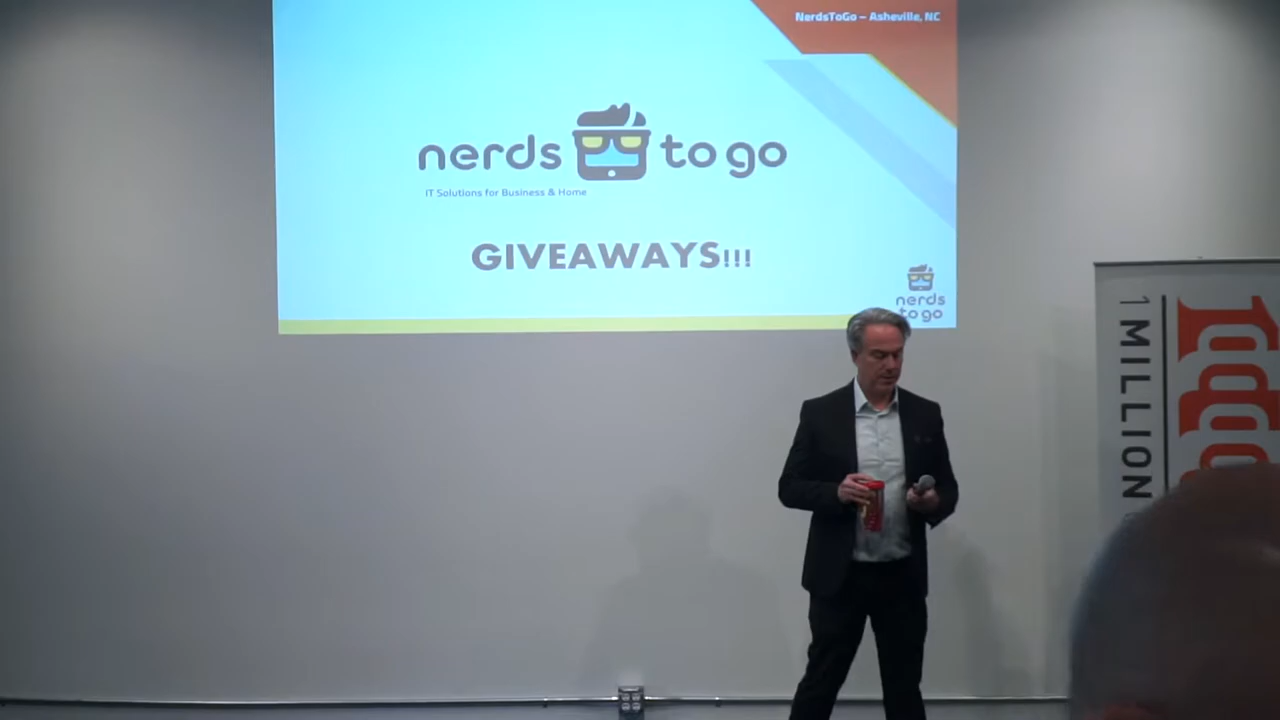 NerdsToGo – Asheville, NC
nerds to go
IT Solutions for Business & Home
GIVEAWAYS!!!
nerds
to go
1 MILLION